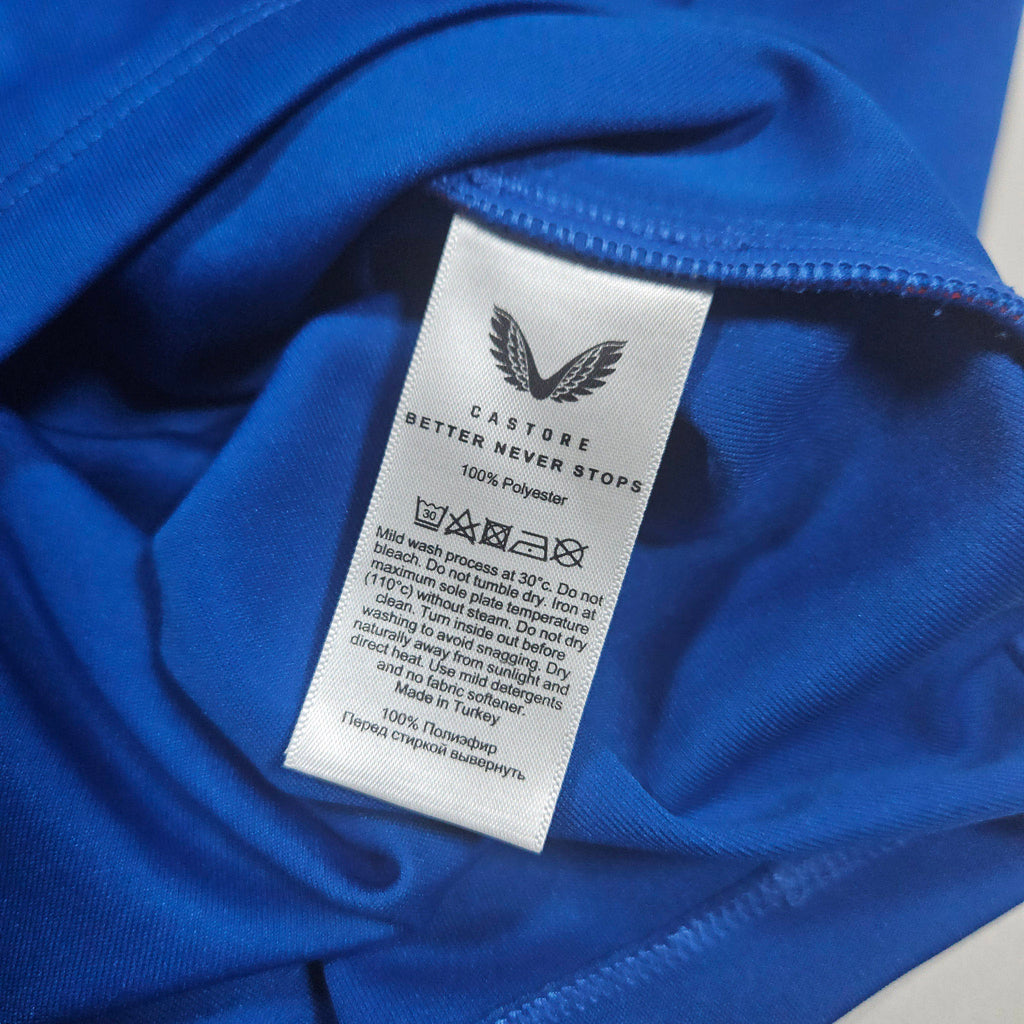 CASTORE
BETTER NEVER STOPS
100% Polyester
30
Mild wash process at 30°c. Do not
bleach. Do not tumble dry. Iron at
maximum sole plate temperature
(110°c) without steam. Do not dry
clean. Turn inside out before
washing to avoid snagging. Dry
naturally away from sunlight and
direct heat. Use mild detergents
and no fabric softener.
Made in Turkey
100% Полиэфир
Перед стиркой вывернуть